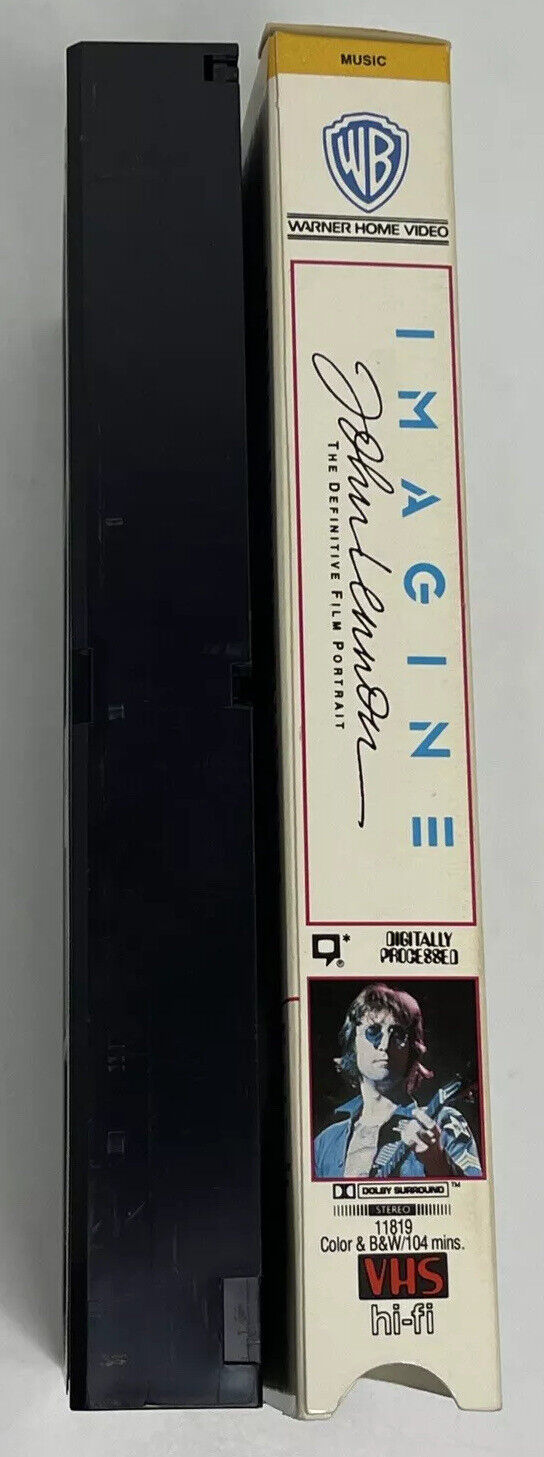 MUSIC
WB
WARNER HOME VIDEO
IMAGINE
John Lennon
THE DEFINITIVE FILM PORTRAIT
DIGITALLY
PROCESSED
DOLBY SURROUND ™
STEREO
11819
Color & B&W/104 mins.
VHS
hi-fi